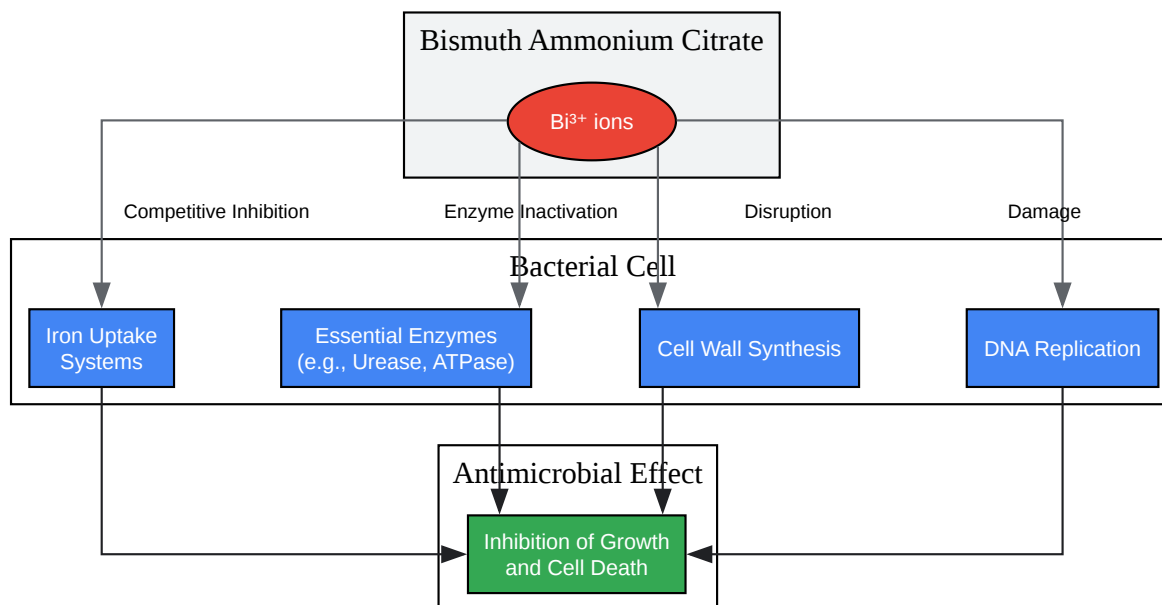 Bismuth Ammonium Citrate
Bi³⁺ ions
Competitive Inhibition
Enzyme Inactivation
Disruption
Damage
Bacterial Cell
Iron Uptake
Systems
Essential Enzymes
(e.g., Urease, ATPase)
Cell Wall Synthesis
DNA Replication
Antimicrobial Effect
Inhibition of Growth
and Cell Death